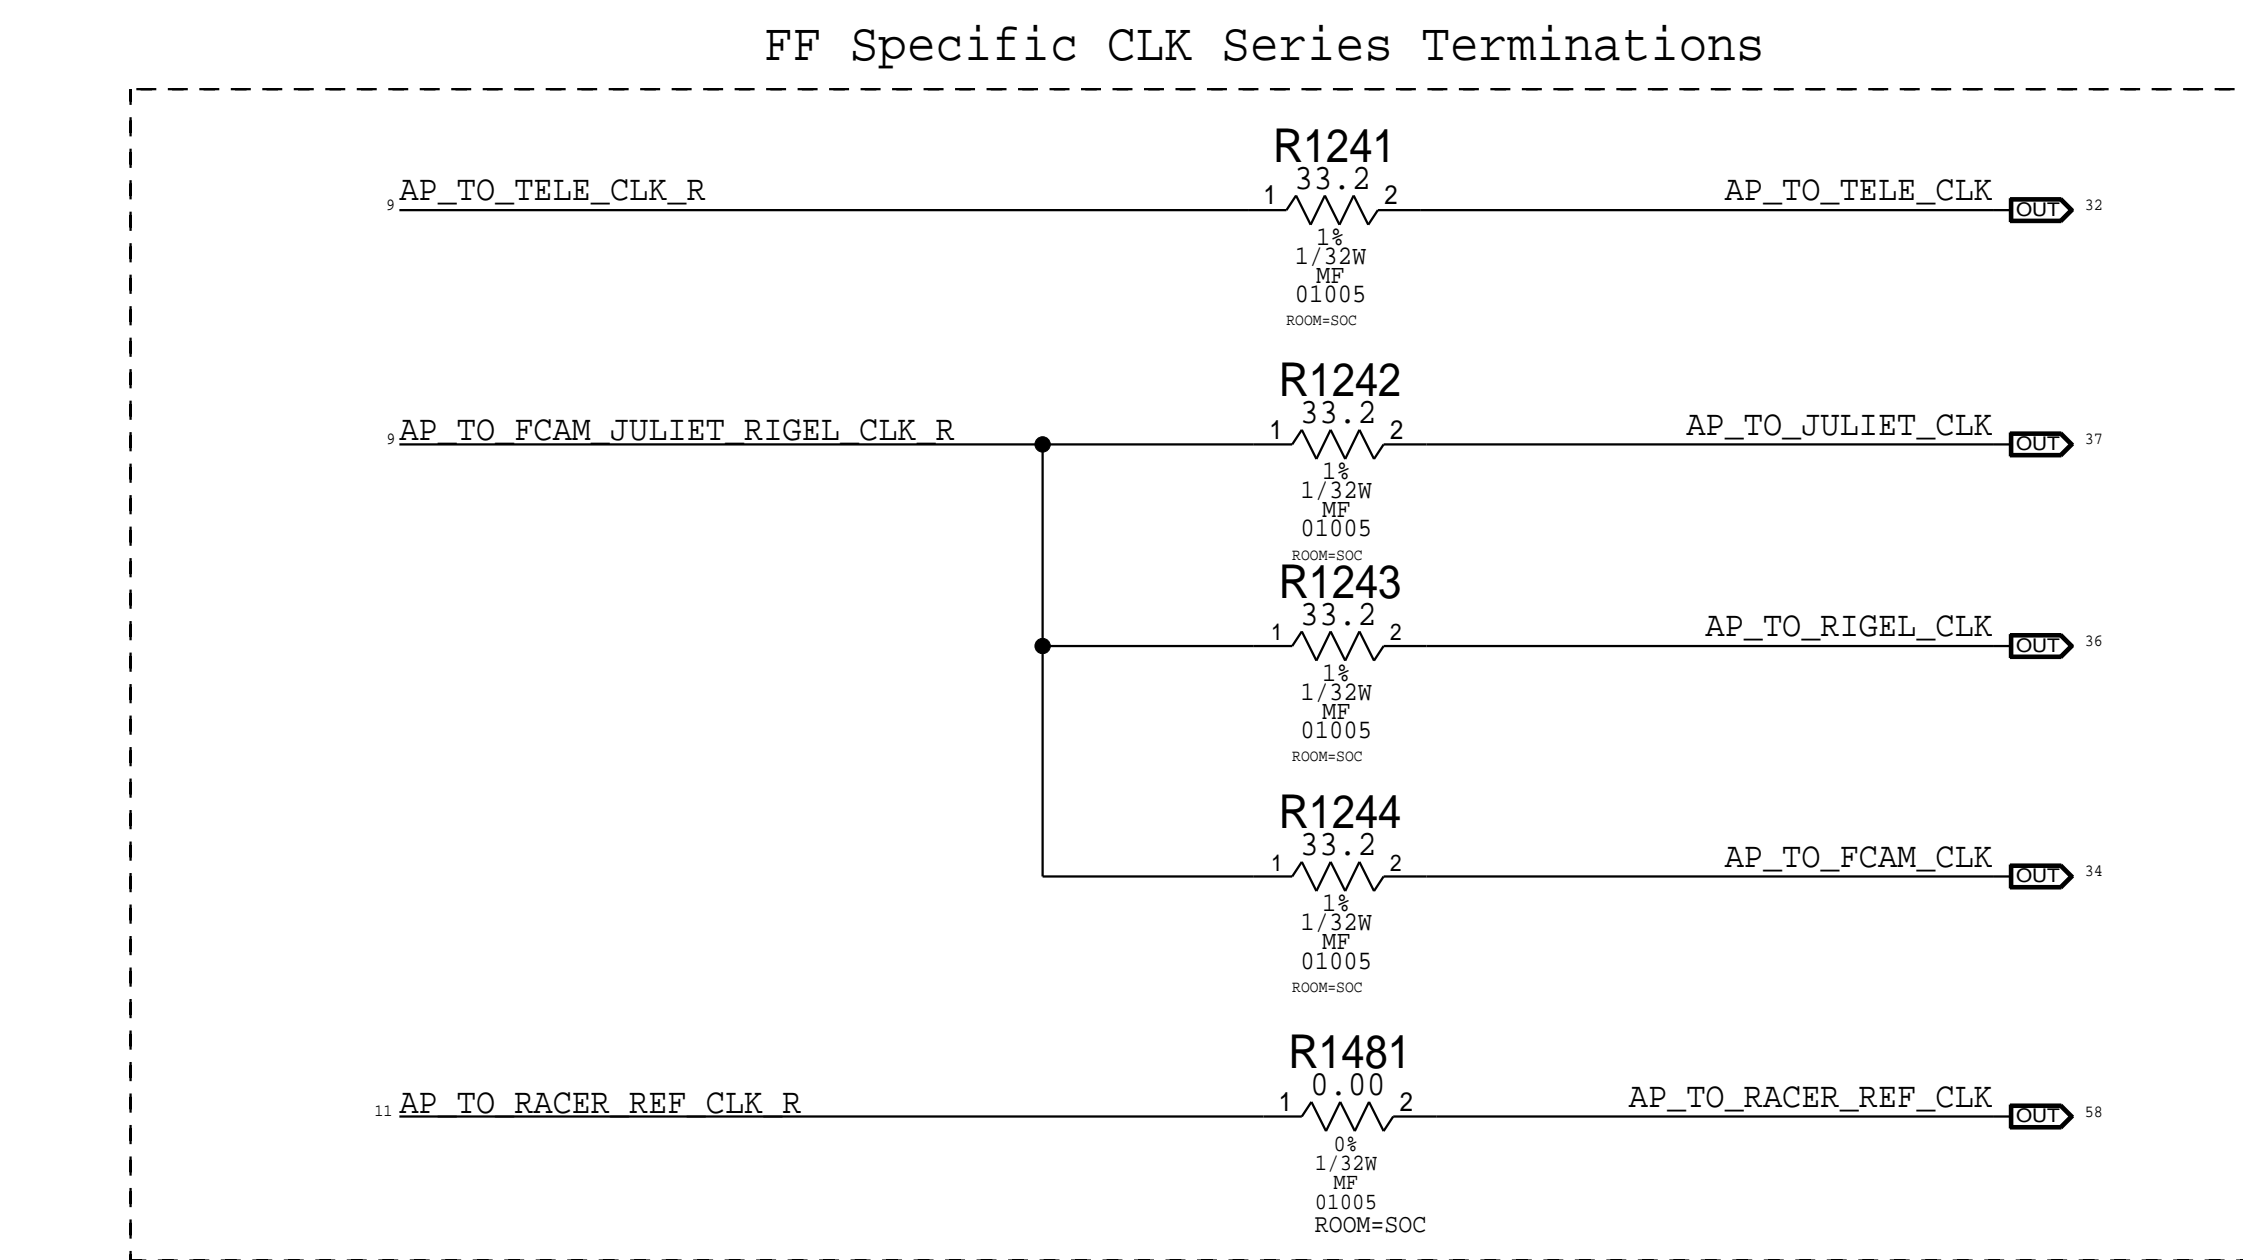 FF Specific CLK Series Terminations
R1241
33.2
9 AP_TO_TELE_CLK_R 1 2 AP_TO_TELE_CLK OUT 32
1%
1/32W
MF
01005
ROOM=SOC
R1242
33.2
9 AP_TO_FCAM_JULIET_RIGEL_CLK_R 1 2 AP_TO_JULIET_CLK OUT 37
1%
1/32W
MF
01005
ROOM=SOC
R1243
33.2
1 2 AP_TO_RIGEL_CLK OUT 36
1%
1/32W
MF
01005
ROOM=SOC
R1244
33.2
1 2 AP_TO_FCAM_CLK OUT 34
1%
1/32W
MF
01005
ROOM=SOC
R1481
0.00
11 AP_TO_RACER_REF_CLK_R 1 2 AP_TO_RACER_REF_CLK OUT 58
0%
1/32W
MF
01005
ROOM=SOC